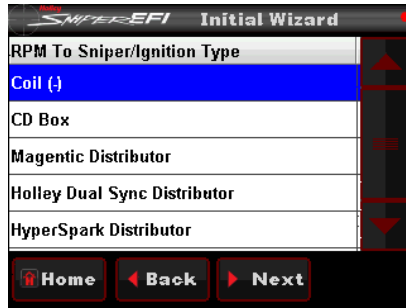 Holley
SNIPER EFI Initial Wizard
RPM To Sniper/Ignition Type
Coil (-)
CD Box
Magentic Distributor
Holley Dual Sync Distributor
HyperSpark Distributor
Home Back Next